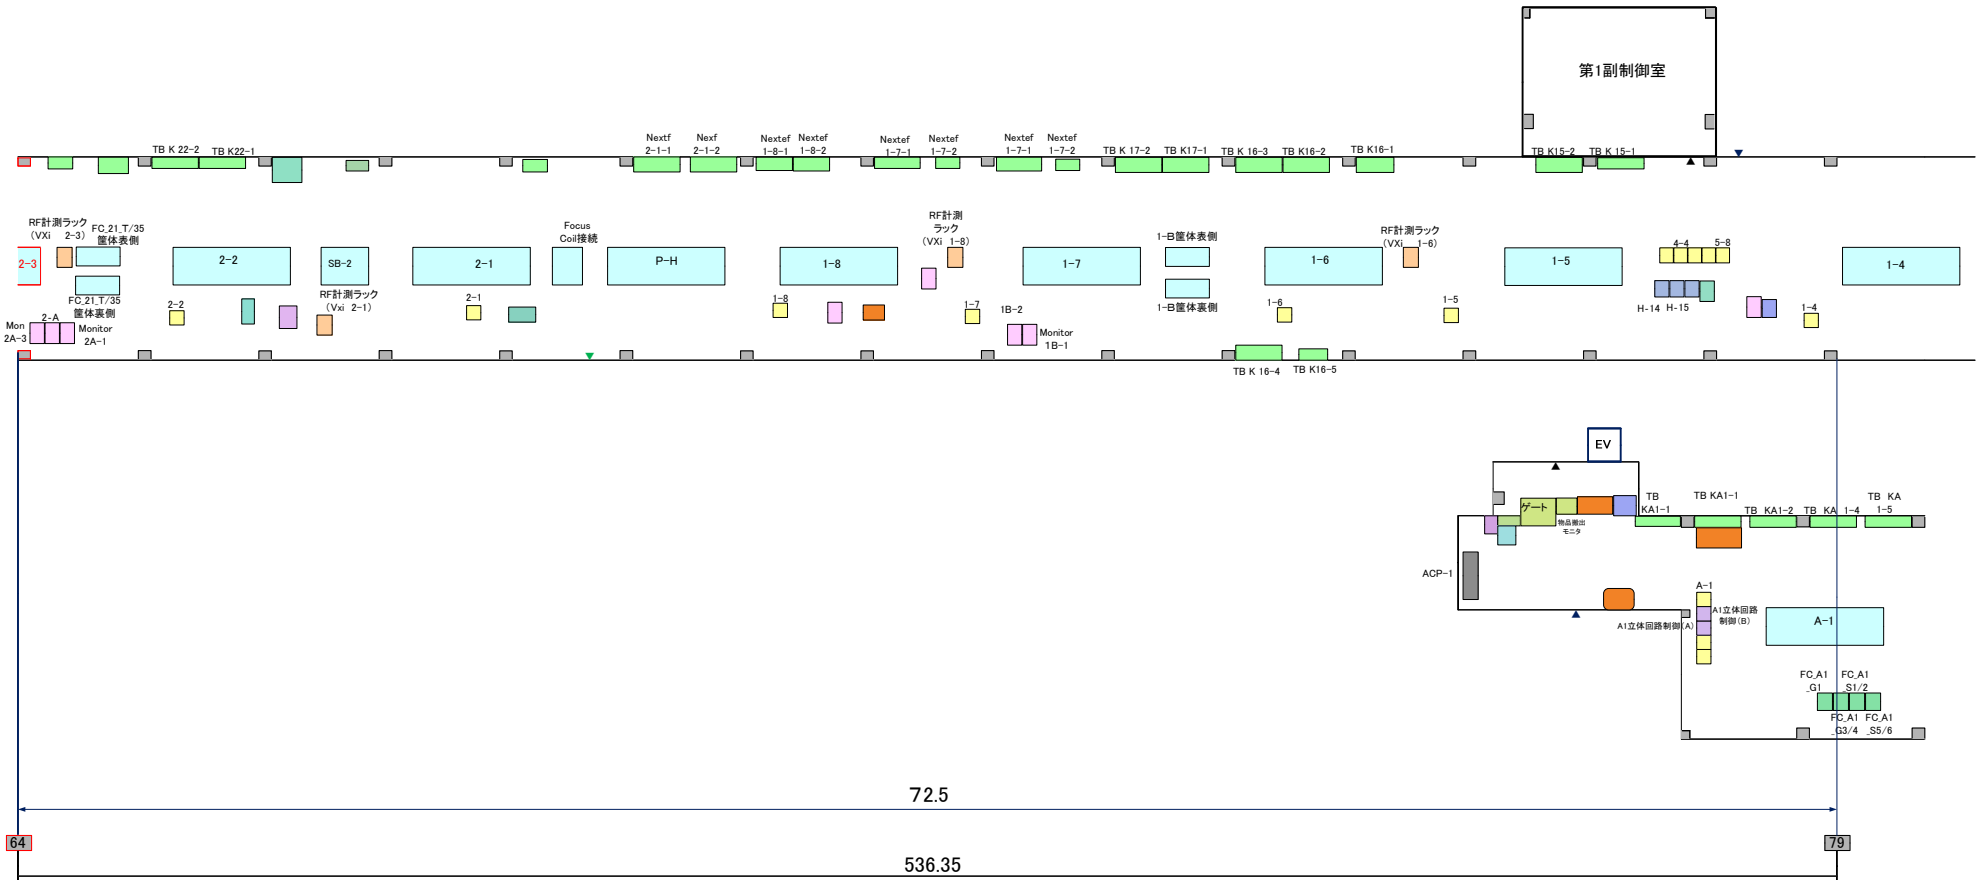 第1副制御室
Nextf
2-1-1
Nexf
2-1-2
Nextef
1-8-1
Nextef
1-8-2
Nextef
1-7-1
Nextef
1-7-2
Nextef
1-7-1
Nextef
1-7-2
TB K 22-2
TB K22-1
TB K 17-2
TB K17-1
TB K 16-3
TB K16-2
TB K16-1
TB K15-2
TB K 15-1
RF計測ラック
(VXi 2-3)
FC_21_T/35
筐体表側
Focus
Coil接続
RF計測
ラック
(VXi 1-8)
1-B筐体表側
RF計測ラック
(VXi 1-6)
4-4
5-8
2-3
2-2
SB-2
2-1
P-H
1-8
1-7
1-6
1-5
1-4
FC_21_T/35
筐体裏側
RF計測ラック
(Vxi 2-1)
1-B筐体裏側
2-2
2-1
1-8
1-7
1-6
1-5
H-14
H-15
1-4
Mon
2A-3
2-A
Monitor
2A-1
1B-2
Monitor
1B-1
TB K 16-4
TB K16-5
EV
ゲート
物品搬出
モニタ
TB
KA1-1
TB KA1-1
TB KA1-2
TB KA 1-4
TB KA
1-5
ACP-1
A-1
A1立体回路制御(A)
A1立体回路
制御(B)
A-1
FC_A1
_G1
FC_A1
_S1/2
FC_A1
_G3/4
FC_A1
_S5/6
72.5
64
79
536.35